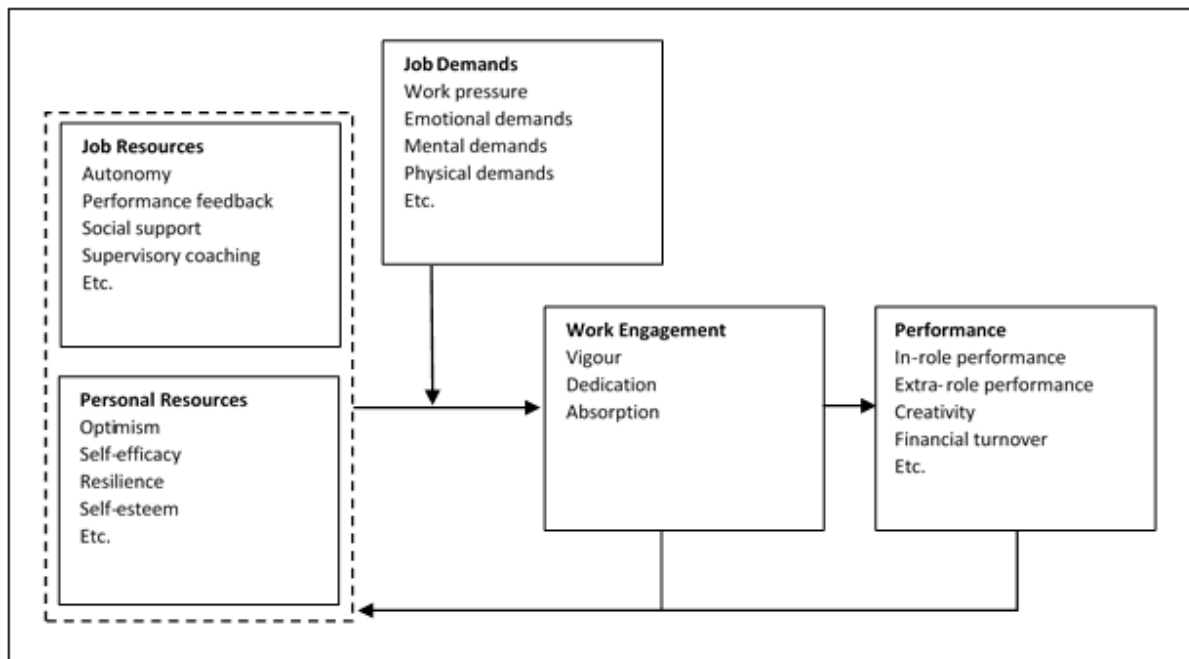 Job Demands
Work pressure
Emotional demands
Mental demands
Physical demands
Etc.
Job Resources
Autonomy
Performance feedback
Social support
Supervisory coaching
Etc.
Personal Resources
Optimism
Self-efficacy
Resilience
Self-esteem
Etc.
Work Engagement
Vigour
Dedication
Absorption
Performance
In-role performance
Extra-role performance
Creativity
Financial turnover
Etc.